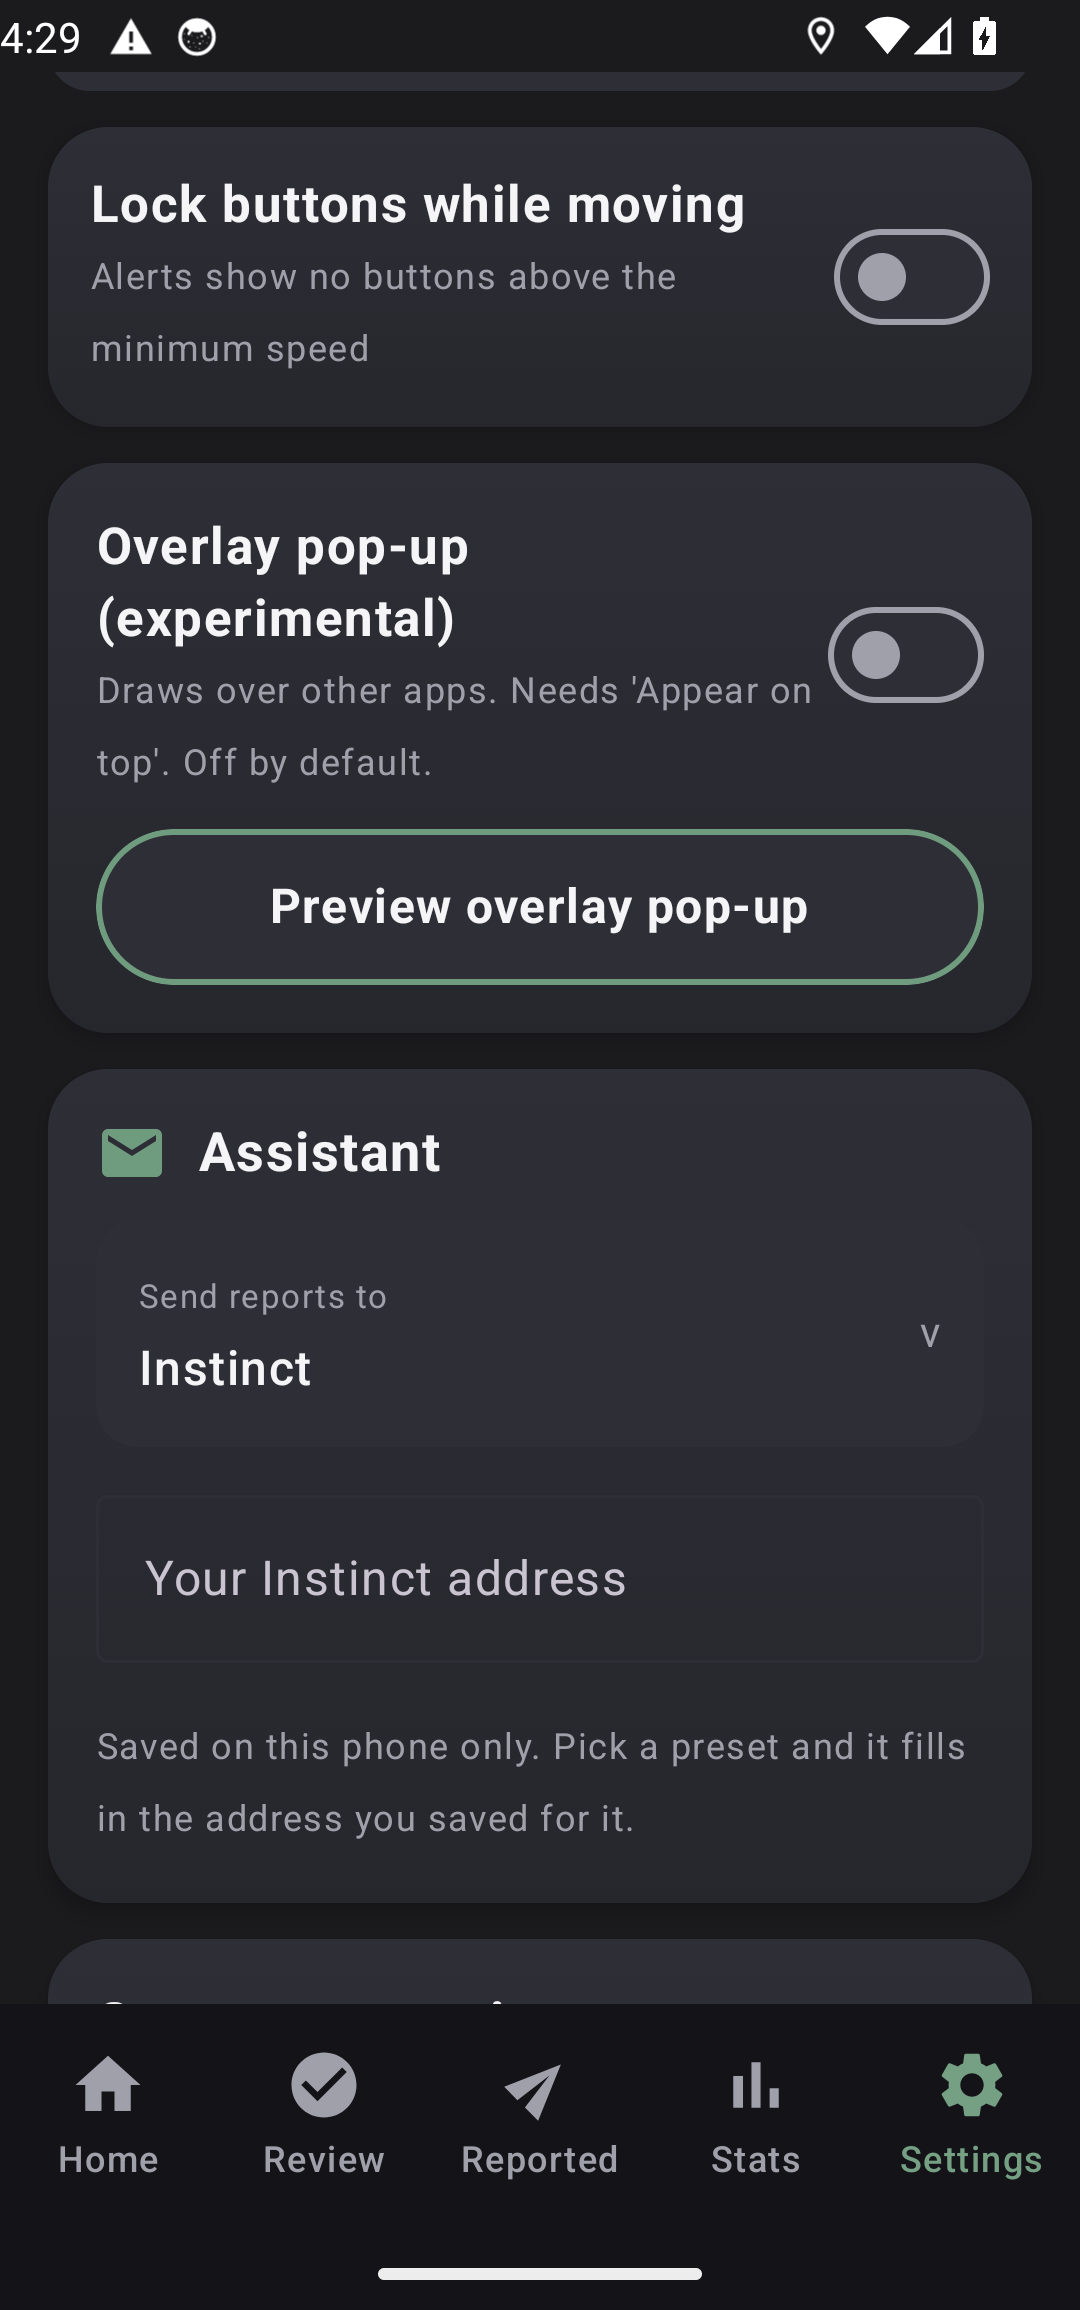 4:29
Lock buttons while moving
Alerts show no buttons above the
minimum speed
Overlay pop-up
(experimental)
Draws over other apps. Needs 'Appear on
top'. Off by default.
Preview overlay pop-up
Assistant
Send reports to
Instinct
v
Your Instinct address
Saved on this phone only. Pick a preset and it fills
in the address you saved for it.
Home
Review
Reported
Stats
Settings